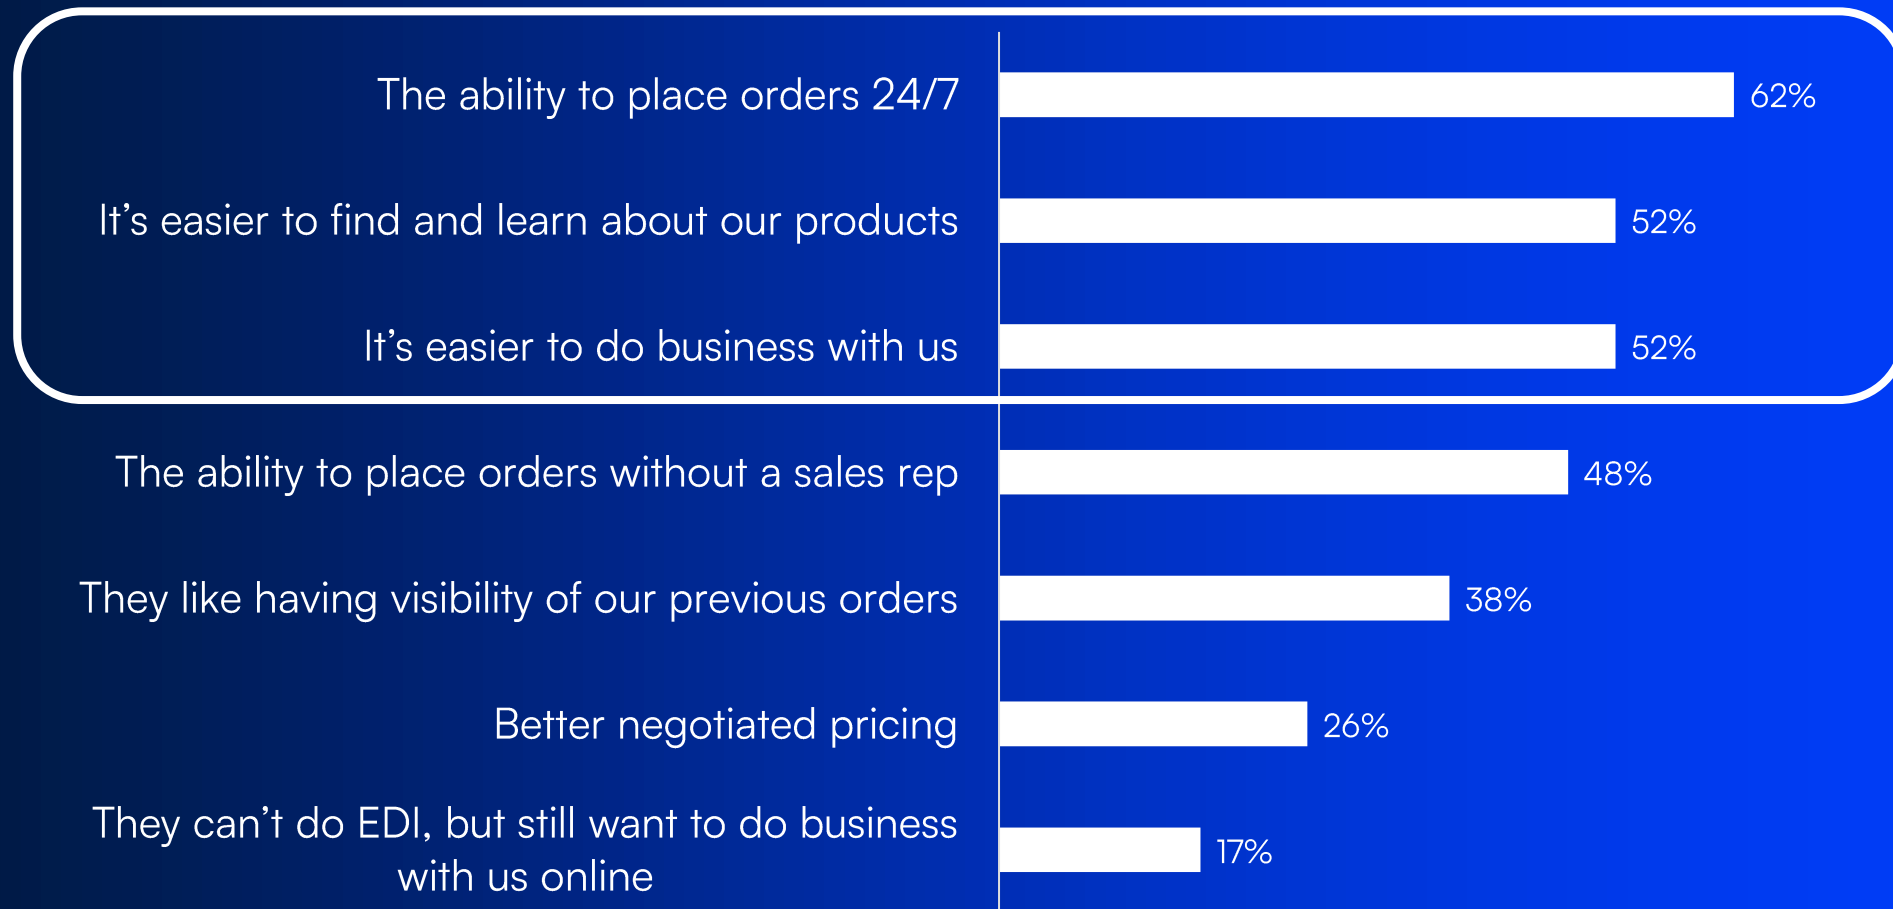 The ability to place orders 24/7
62%
It’s easier to find and learn about our products
52%
It’s easier to do business with us
52%
The ability to place orders without a sales rep
48%
They like having visibility of our previous orders
38%
Better negotiated pricing
26%
They can’t do EDI, but still want to do business
with us online
17%